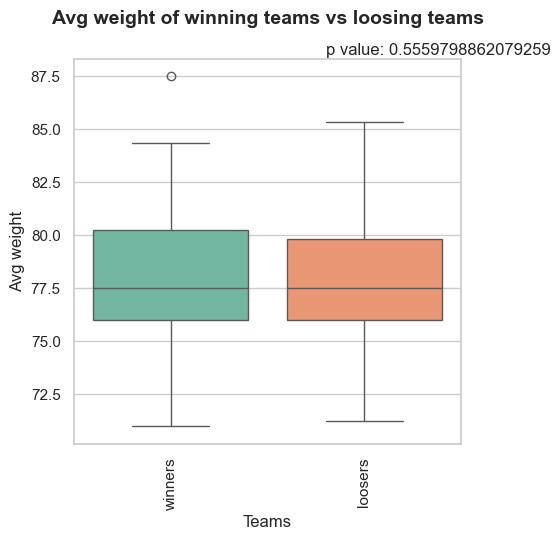 Avg weight of winning teams vs loosing teams
p value: 0.5559798862079259
87.5
85.0
82.5
80.0
77.5
75.0
72.5
Avg weight
winners
loosers
Teams